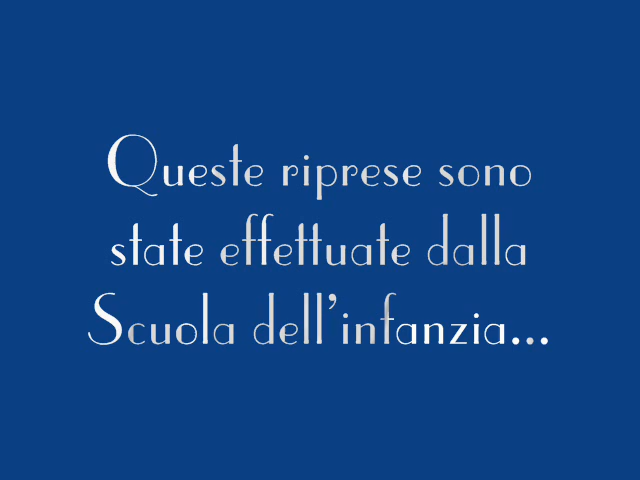 Queste riprese sono
state effettuate dalla
Scuola dell'infanzia...